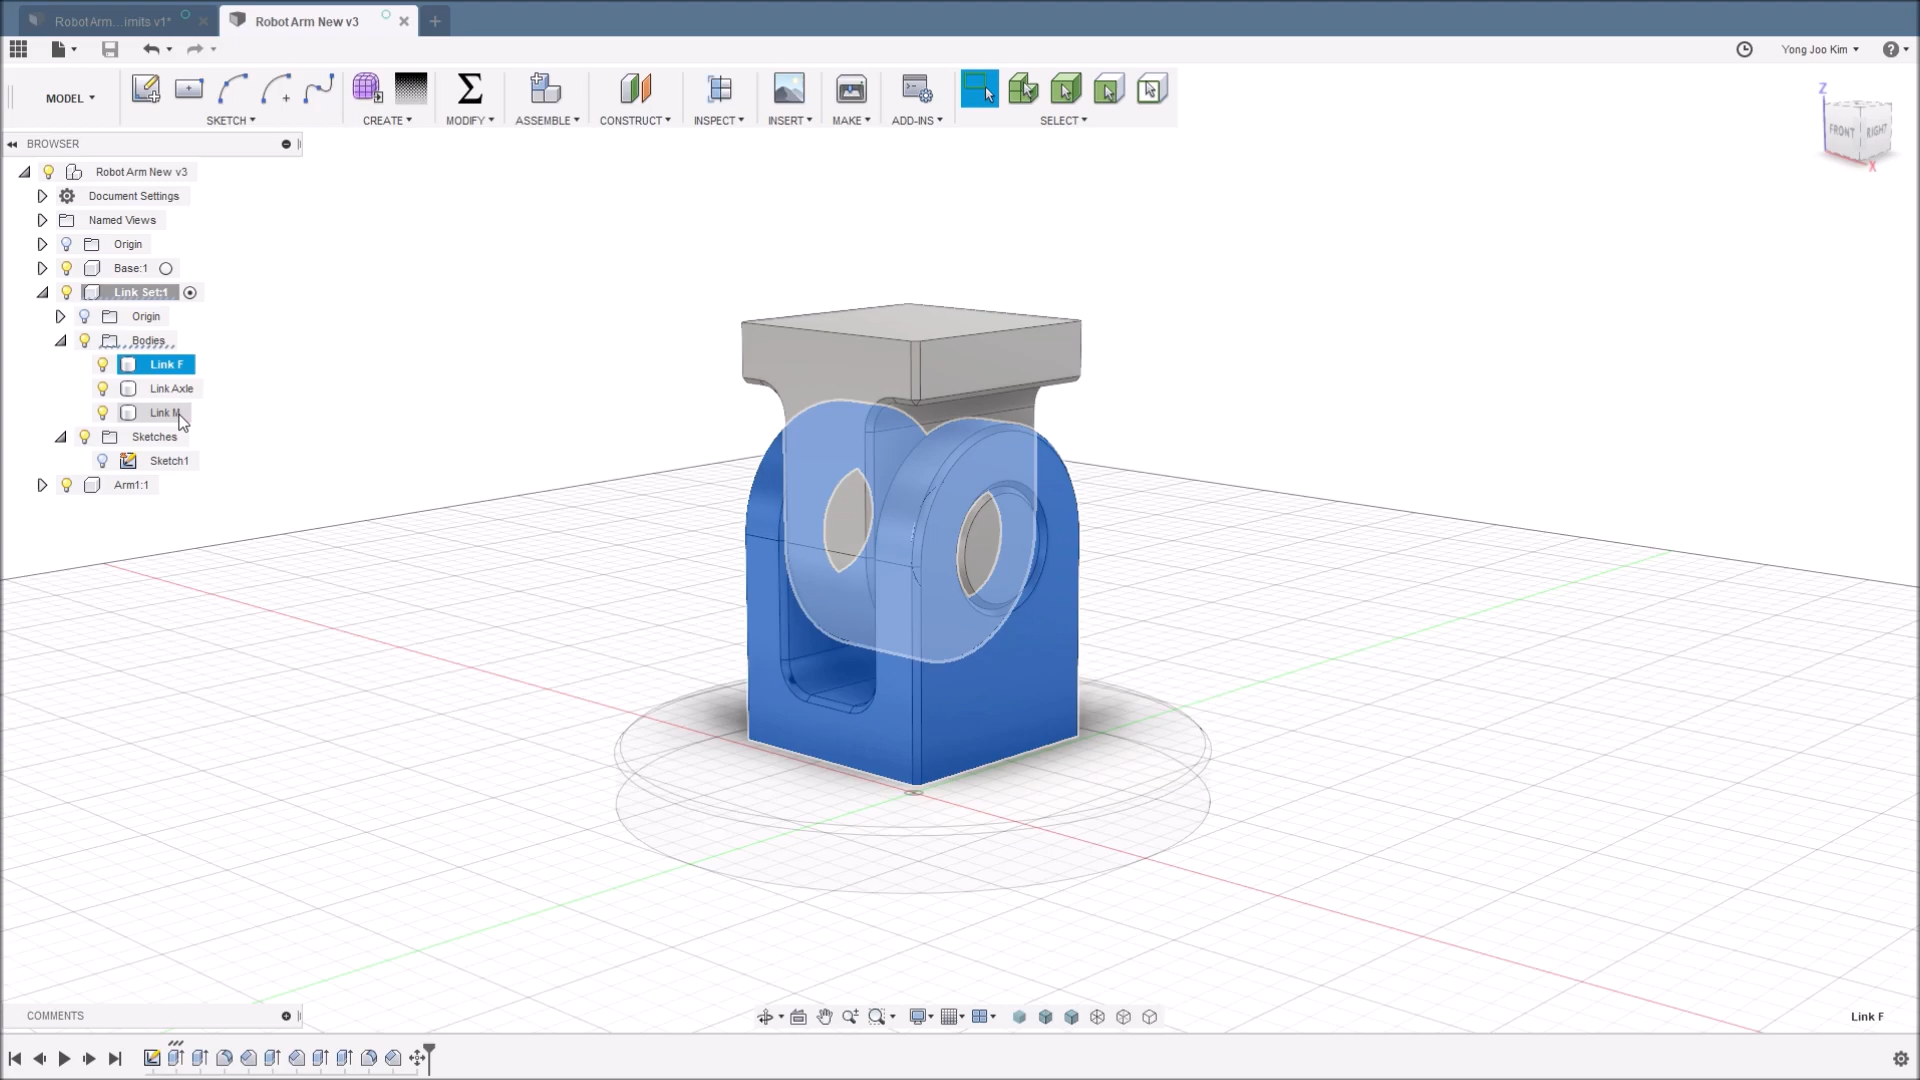 Robot Arm...imits v1*
Robot Arm New v3
Yong Joo Kim
MODEL
SKETCH
CREATE
MODIFY
ASSEMBLE
CONSTRUCT
INSPECT
INSERT
MAKE
ADD-INS
SELECT
Z
FRONT
RIGHT
X
BROWSER
Robot Arm New v3
Document Settings
Named Views
Origin
Base:1
Link Set:1
Origin
Bodies
Link F
Link Axle
Link M
Sketches
Sketch1
Arm1:1
COMMENTS
Link F